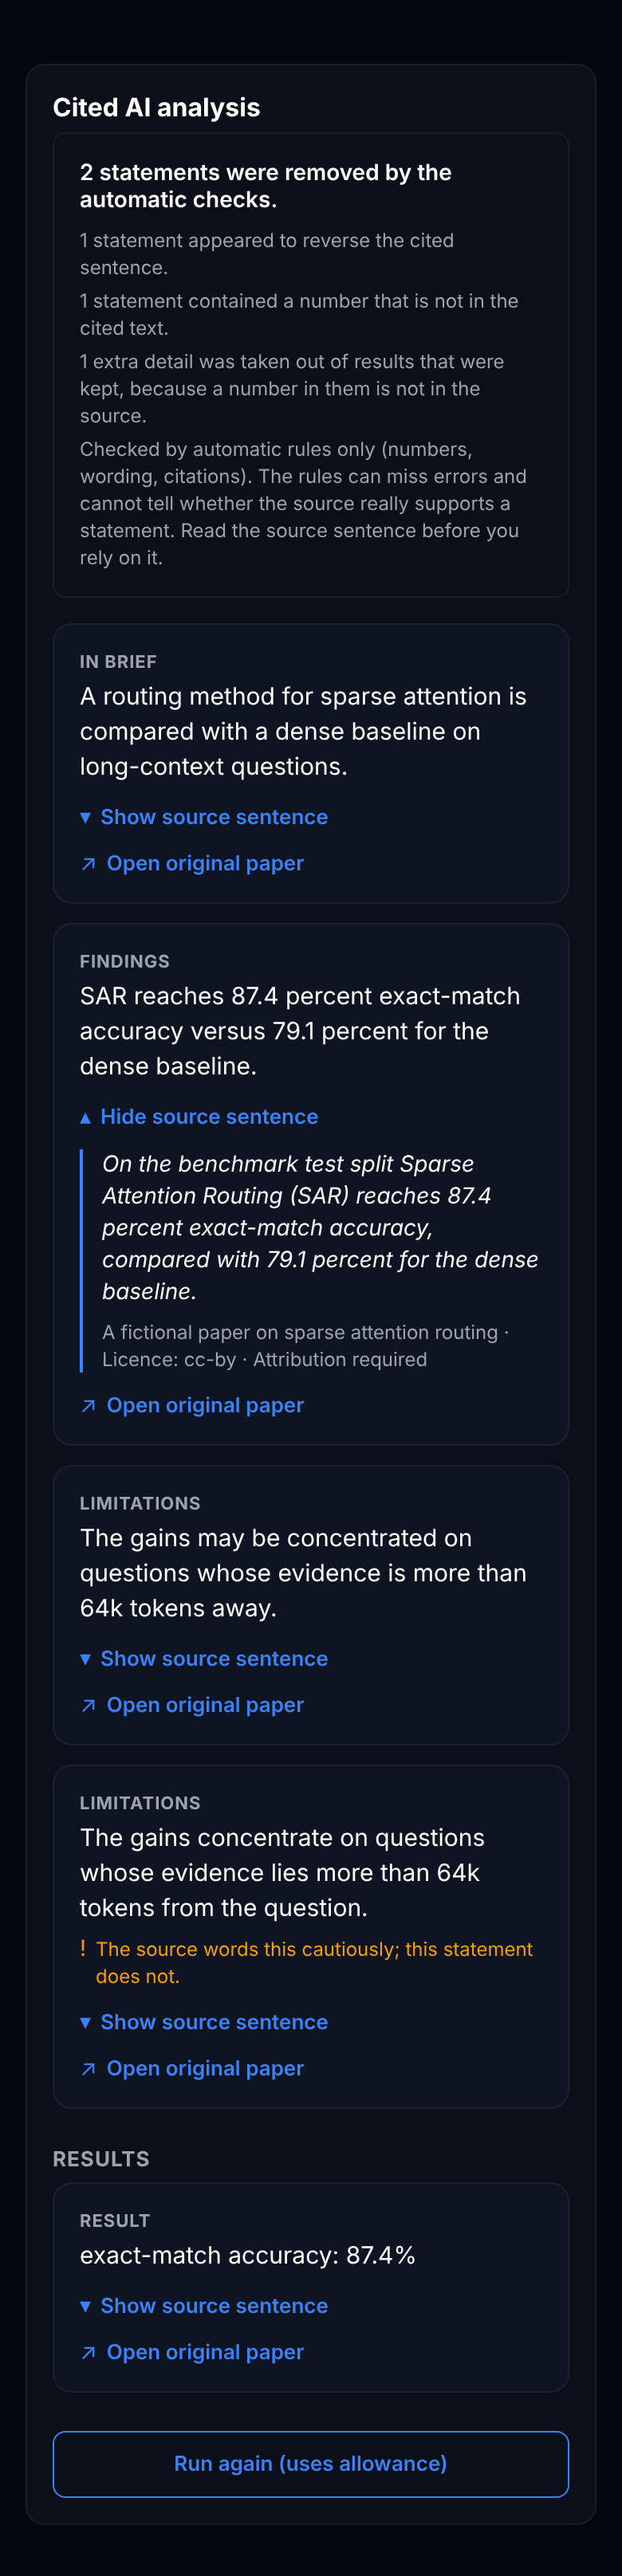 Cited AI analysis
2 statements were removed by the
automatic checks.
1 statement appeared to reverse the cited
sentence.
1 statement contained a number that is not in the
cited text.
1 extra detail was taken out of results that were
kept, because a number in them is not in the
source.
Checked by automatic rules only (numbers,
wording, citations). The rules can miss errors and
cannot tell whether the source really supports a
statement. Read the source sentence before you
rely on it.
IN BRIEF
A routing method for sparse attention is
compared with a dense baseline on
long-context questions.
▾ Show source sentence
↗ Open original paper
FINDINGS
SAR reaches 87.4 percent exact-match
accuracy versus 79.1 percent for the
dense baseline.
▴ Hide source sentence
On the benchmark test split Sparse
Attention Routing (SAR) reaches 87.4
percent exact-match accuracy,
compared with 79.1 percent for the dense
baseline.
A fictional paper on sparse attention routing ·
Licence: cc-by · Attribution required
↗ Open original paper
LIMITATIONS
The gains may be concentrated on
questions whose evidence is more than
64k tokens away.
▾ Show source sentence
↗ Open original paper
LIMITATIONS
The gains concentrate on questions
whose evidence lies more than 64k
tokens from the question.
! The source words this cautiously; this statement
does not.
▾ Show source sentence
↗ Open original paper
RESULTS
RESULT
exact-match accuracy: 87.4%
▾ Show source sentence
↗ Open original paper
Run again (uses allowance)